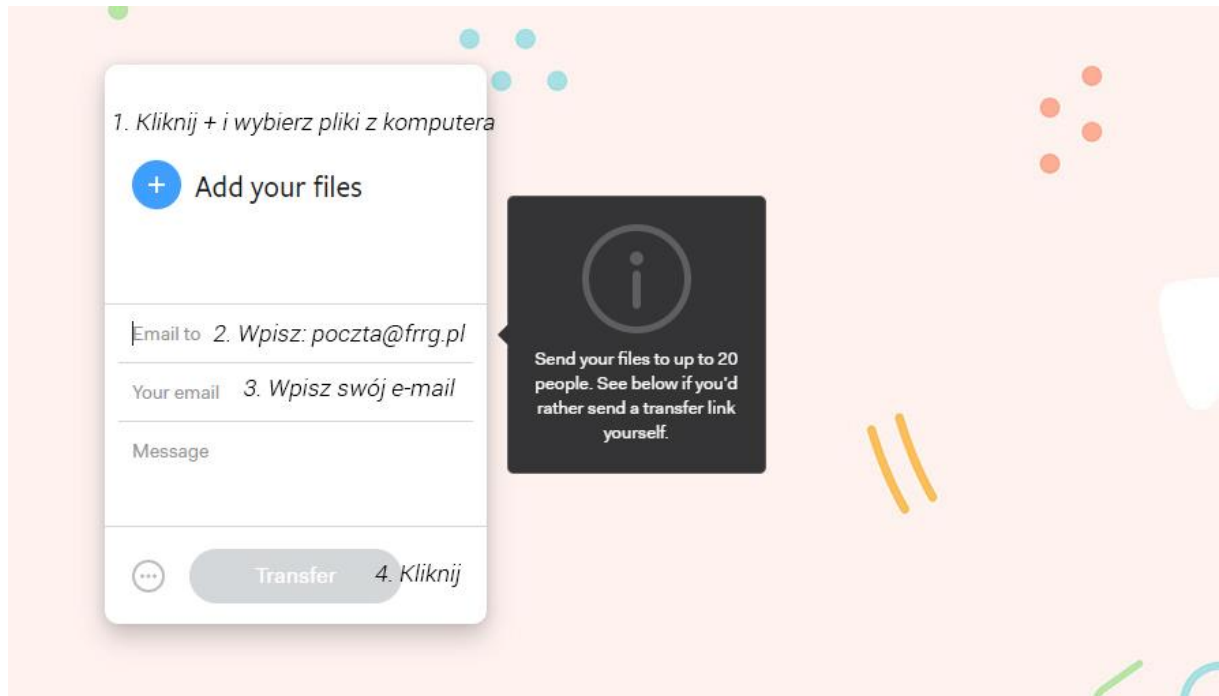 1. Kliknij + i wybierz pliki z komputera
+ Add your files
Email to 2. Wpisz: poczta@frrg.pl
Your email 3. Wpisz swój e-mail
Message
Transfer 4. Kliknij
Send your files to up to 20
people. See below if you'd
rather send a transfer link
yourself.